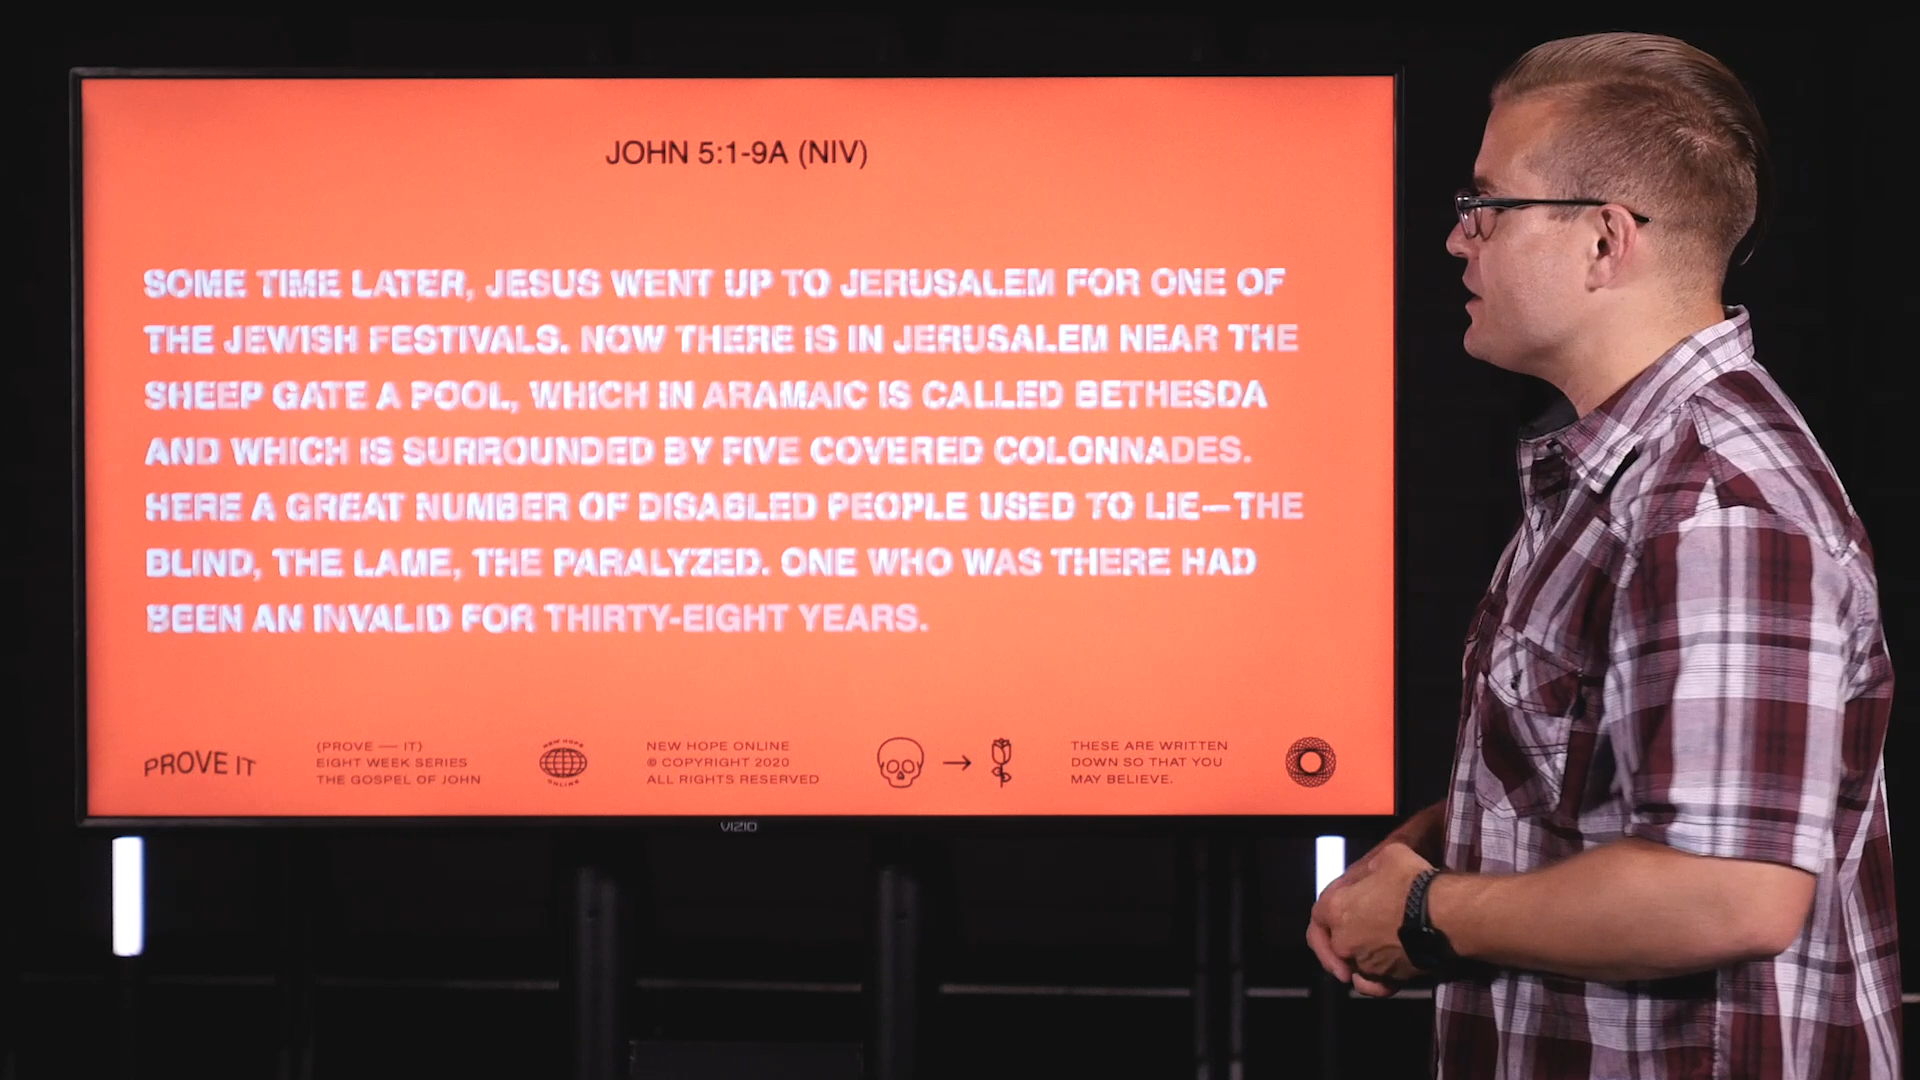 JOHN 5:1-9A (NIV)
SOME TIME LATER, JESUS WENT UP TO JERUSALEM FOR ONE OF
THE JEWISH FESTIVALS. NOW THERE IS IN JERUSALEM NEAR THE
SHEEP GATE A POOL, WHICH IN ARAMAIC IS CALLED BETHESDA
AND WHICH IS SURROUNDED BY FIVE COVERED COLONNADES.
HERE A GREAT NUMBER OF DISABLED PEOPLE USED TO LIE—THE
BLIND, THE LAME, THE PARALYZED. ONE WHO WAS THERE HAD
BEEN AN INVALID FOR THIRTY-EIGHT YEARS.
PROVE IT
(PROVE — IT)
EIGHT WEEK SERIES
THE GOSPEL OF JOHN
NEW HOPE
ONLINE
NEW HOPE ONLINE
© COPYRIGHT 2020
ALL RIGHTS RESERVED
THESE ARE WRITTEN
DOWN SO THAT YOU
MAY BELIEVE.
VIZIO